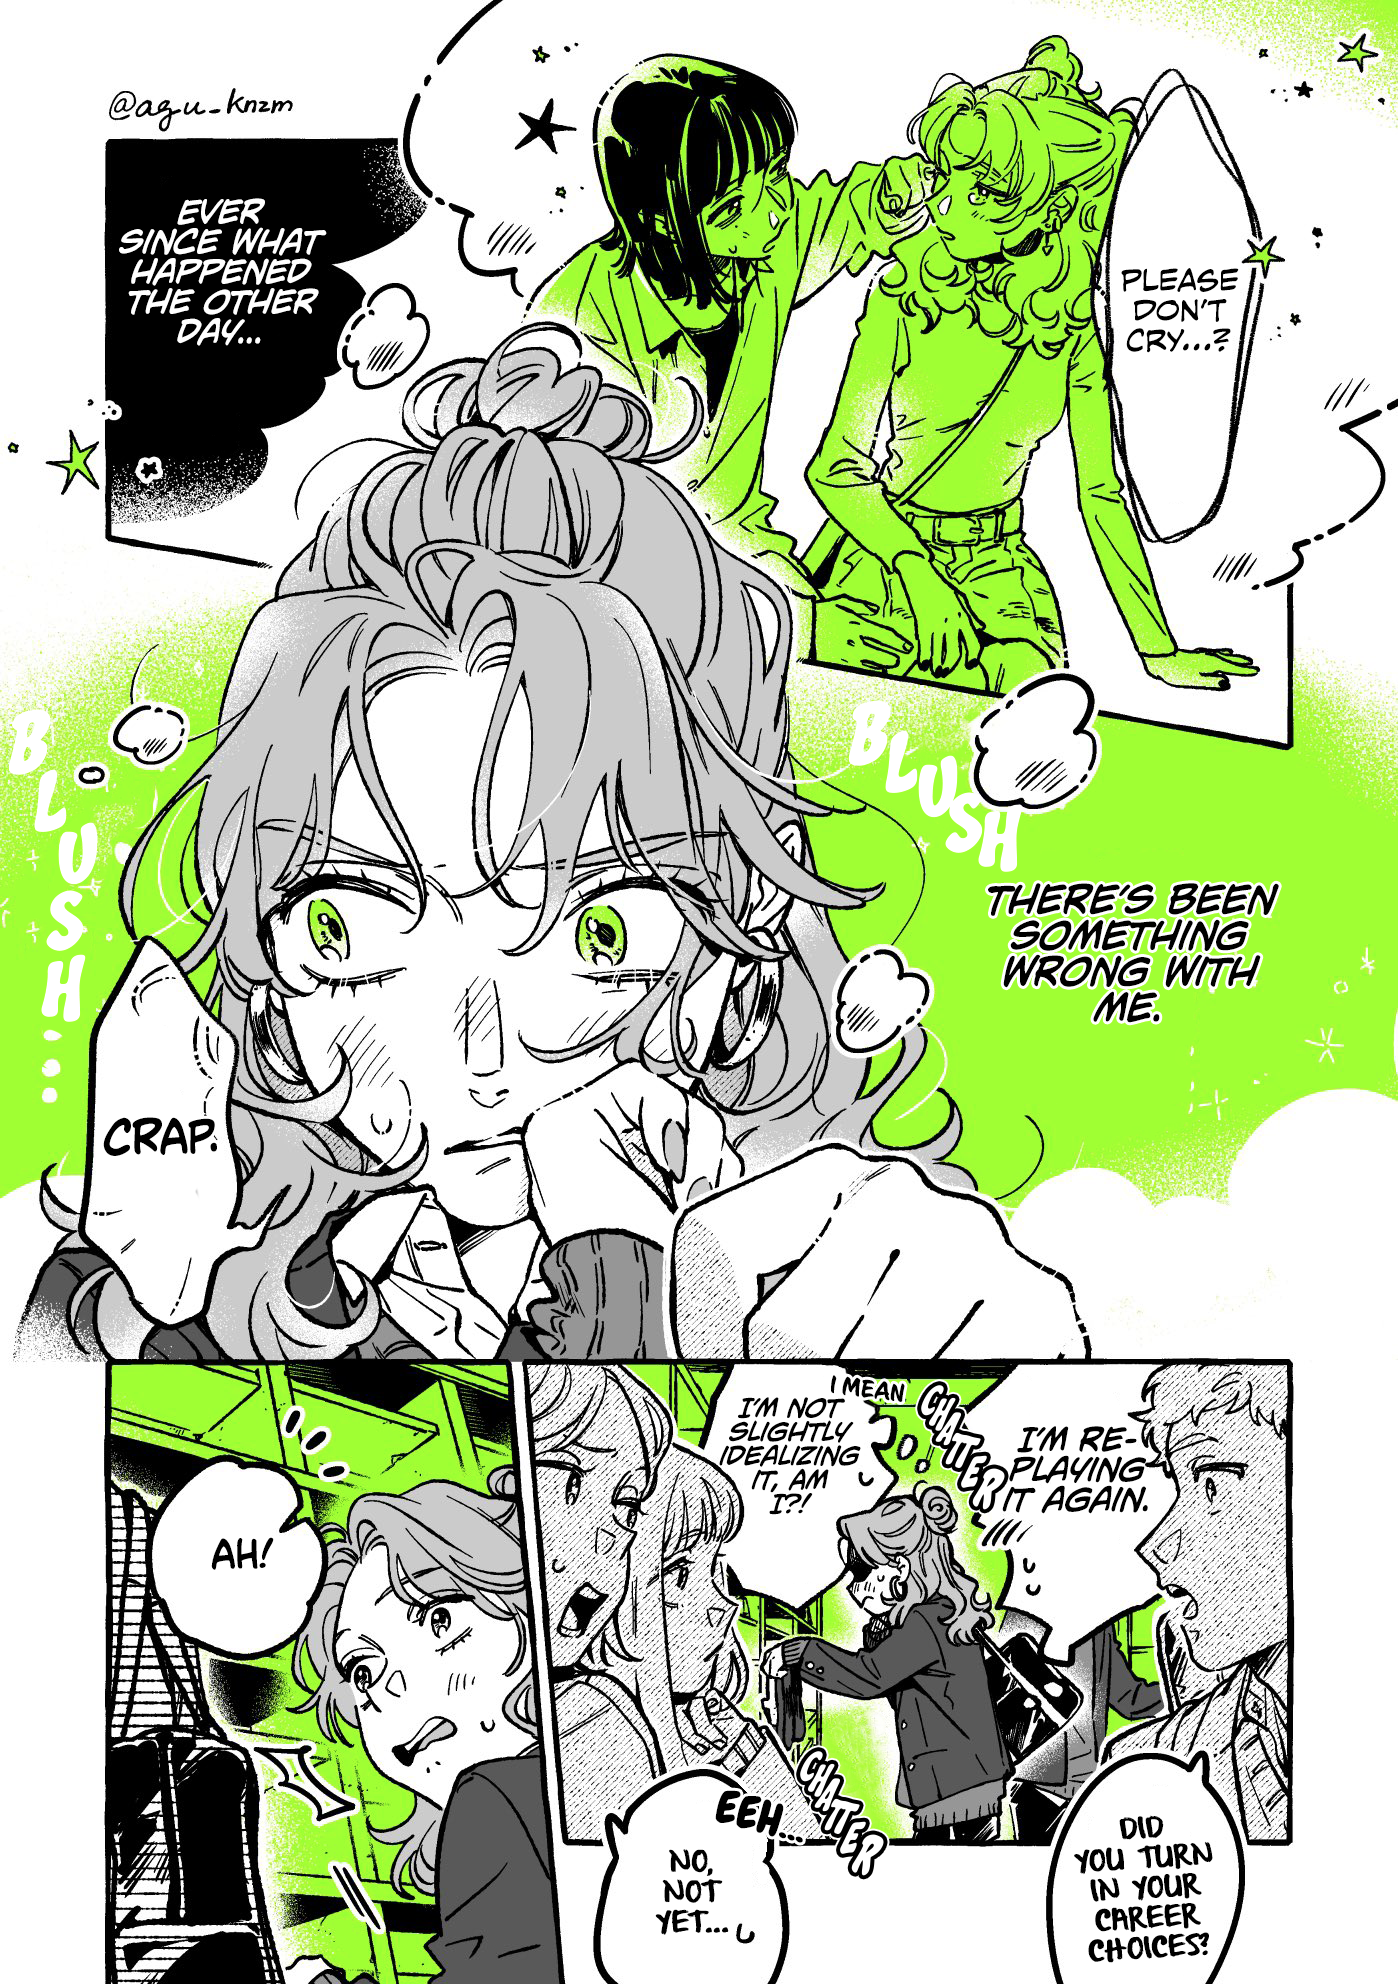 @agu_knzm
EVER
SINCE WHAT
HAPPENED
THE OTHER
DAY...
PLEASE
DON'T
CRY...?
BLUSH...
BLUSH
THERE'S BEEN
SOMETHING
WRONG WITH
ME.
CRAP.
AH!
I MEAN
I'M NOT
SLIGHTLY
IDEALIZING
IT, AM
I?!
CHATTER
I'M RE-
PLAYING
IT AGAIN.
CHATTER
EEH...
NO,
NOT
YET...
DID
YOU TURN
IN YOUR
CAREER
CHOICES?